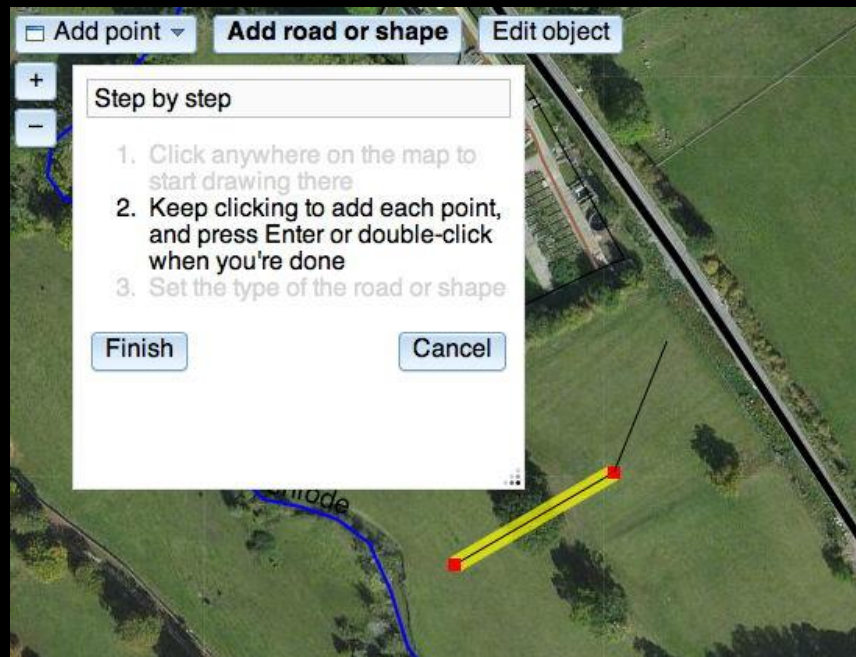 Add point
Add road or shape
Edit object
+
–
Step by step
1. Click anywhere on the map to
start drawing there
2. Keep clicking to add each point,
and press Enter or double-click
when you're done
3. Set the type of the road or shape
Finish
Cancel